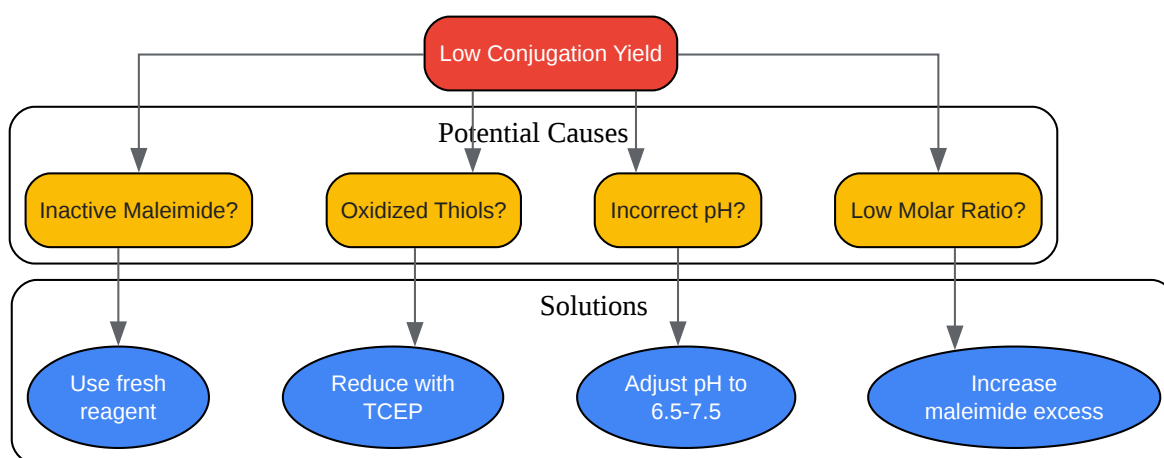 Low Conjugation Yield
Potential Causes
Inactive Maleimide?
Oxidized Thiols?
Incorrect pH?
Low Molar Ratio?
Solutions
Use fresh
reagent
Reduce with
TCEP
Adjust pH to
6.5-7.5
Increase
maleimide excess